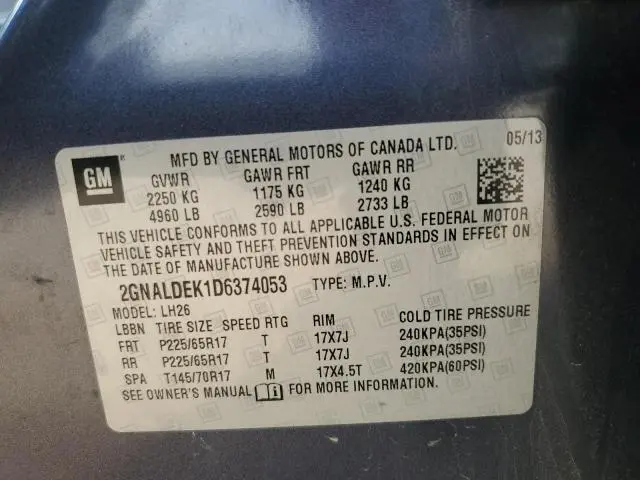 05/13
GM MFD BY GENERAL MOTORS OF CANADA LTD.
GVWR GAWR FRT GAWR RR
2250 KG 1175 KG 1240 KG
4960 LB 2590 LB 2733 LB
THIS VEHICLE CONFORMS TO ALL APPLICABLE U.S. FEDERAL MOTOR
VEHICLE SAFETY AND THEFT PREVENTION STANDARDS IN EFFECT ON
THE DATE OF MANUFACTURE SHOWN ABOVE.
2GNALDEK1D6374053 TYPE: M.P.V.
MODEL: LH26
LBBN TIRE SIZE SPEED RTG RIM COLD TIRE PRESSURE
FRT P225/65R17 T 17X7J 240KPA(35PSI)
RR P225/65R17 T 17X7J 240KPA(35PSI)
SPA T145/70R17 M 17X4.5T 420KPA(60PSI)
SEE OWNER'S MANUAL FOR MORE INFORMATION.